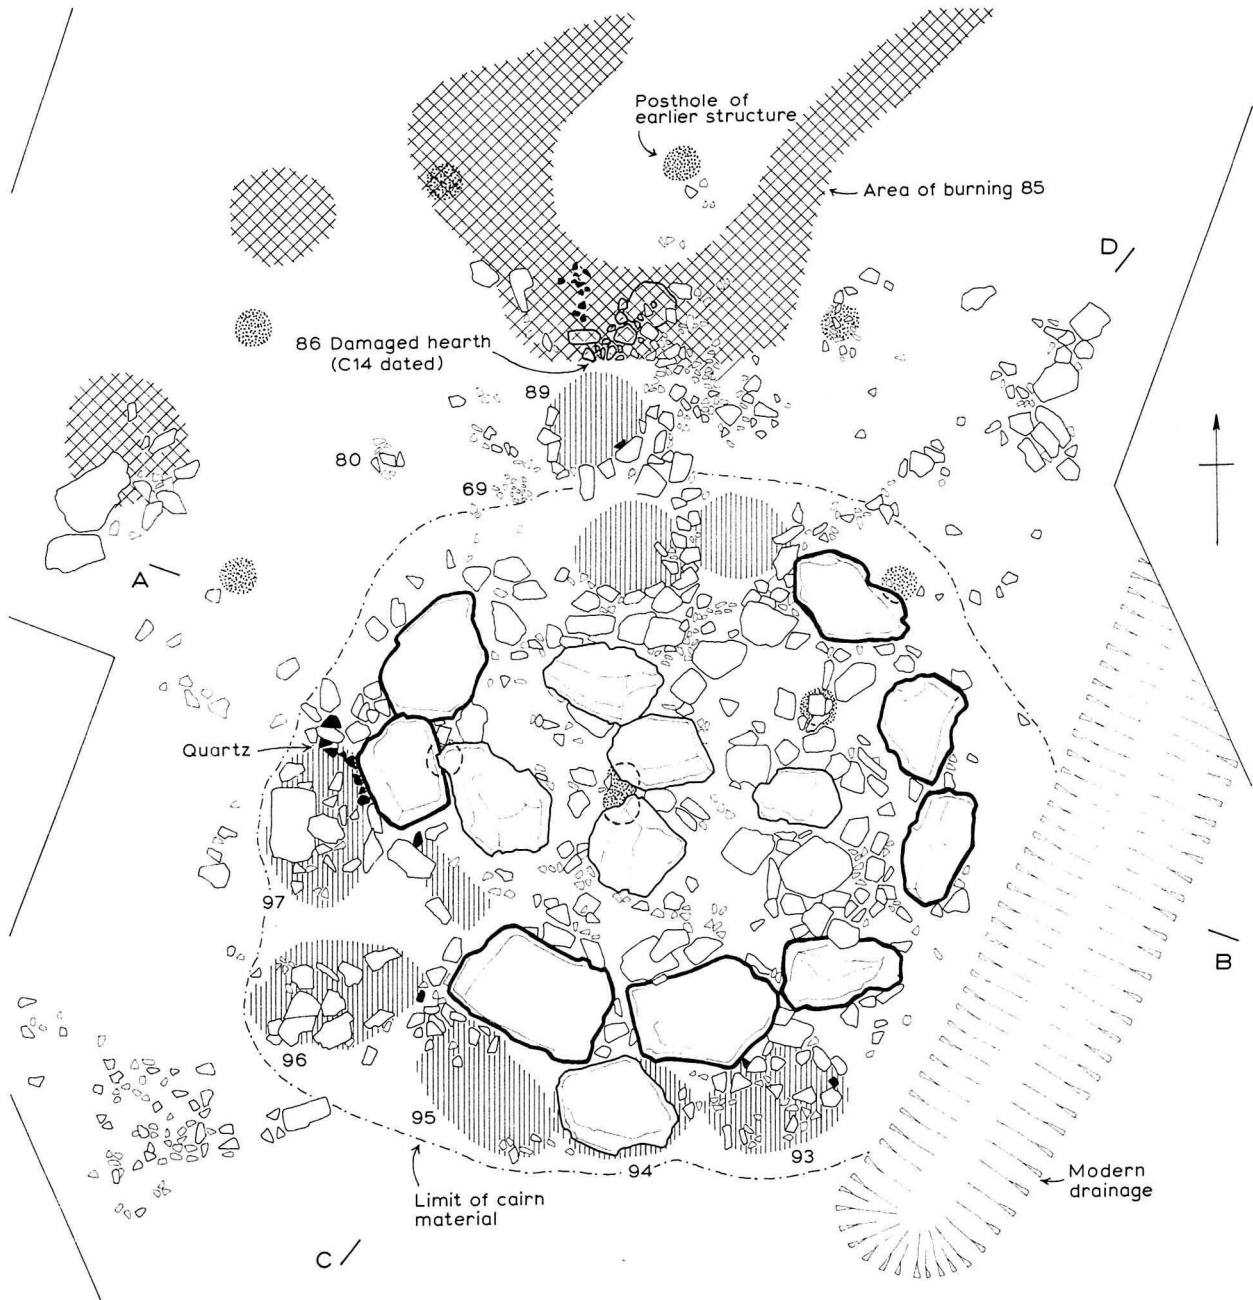 Posthole of
earlier structure
Area of burning 85
D
86 Damaged hearth
(C14 dated)
89
80
69
A
Quartz
97
B
96
95
94
93
Modern
drainage
Limit of cairn
material
C